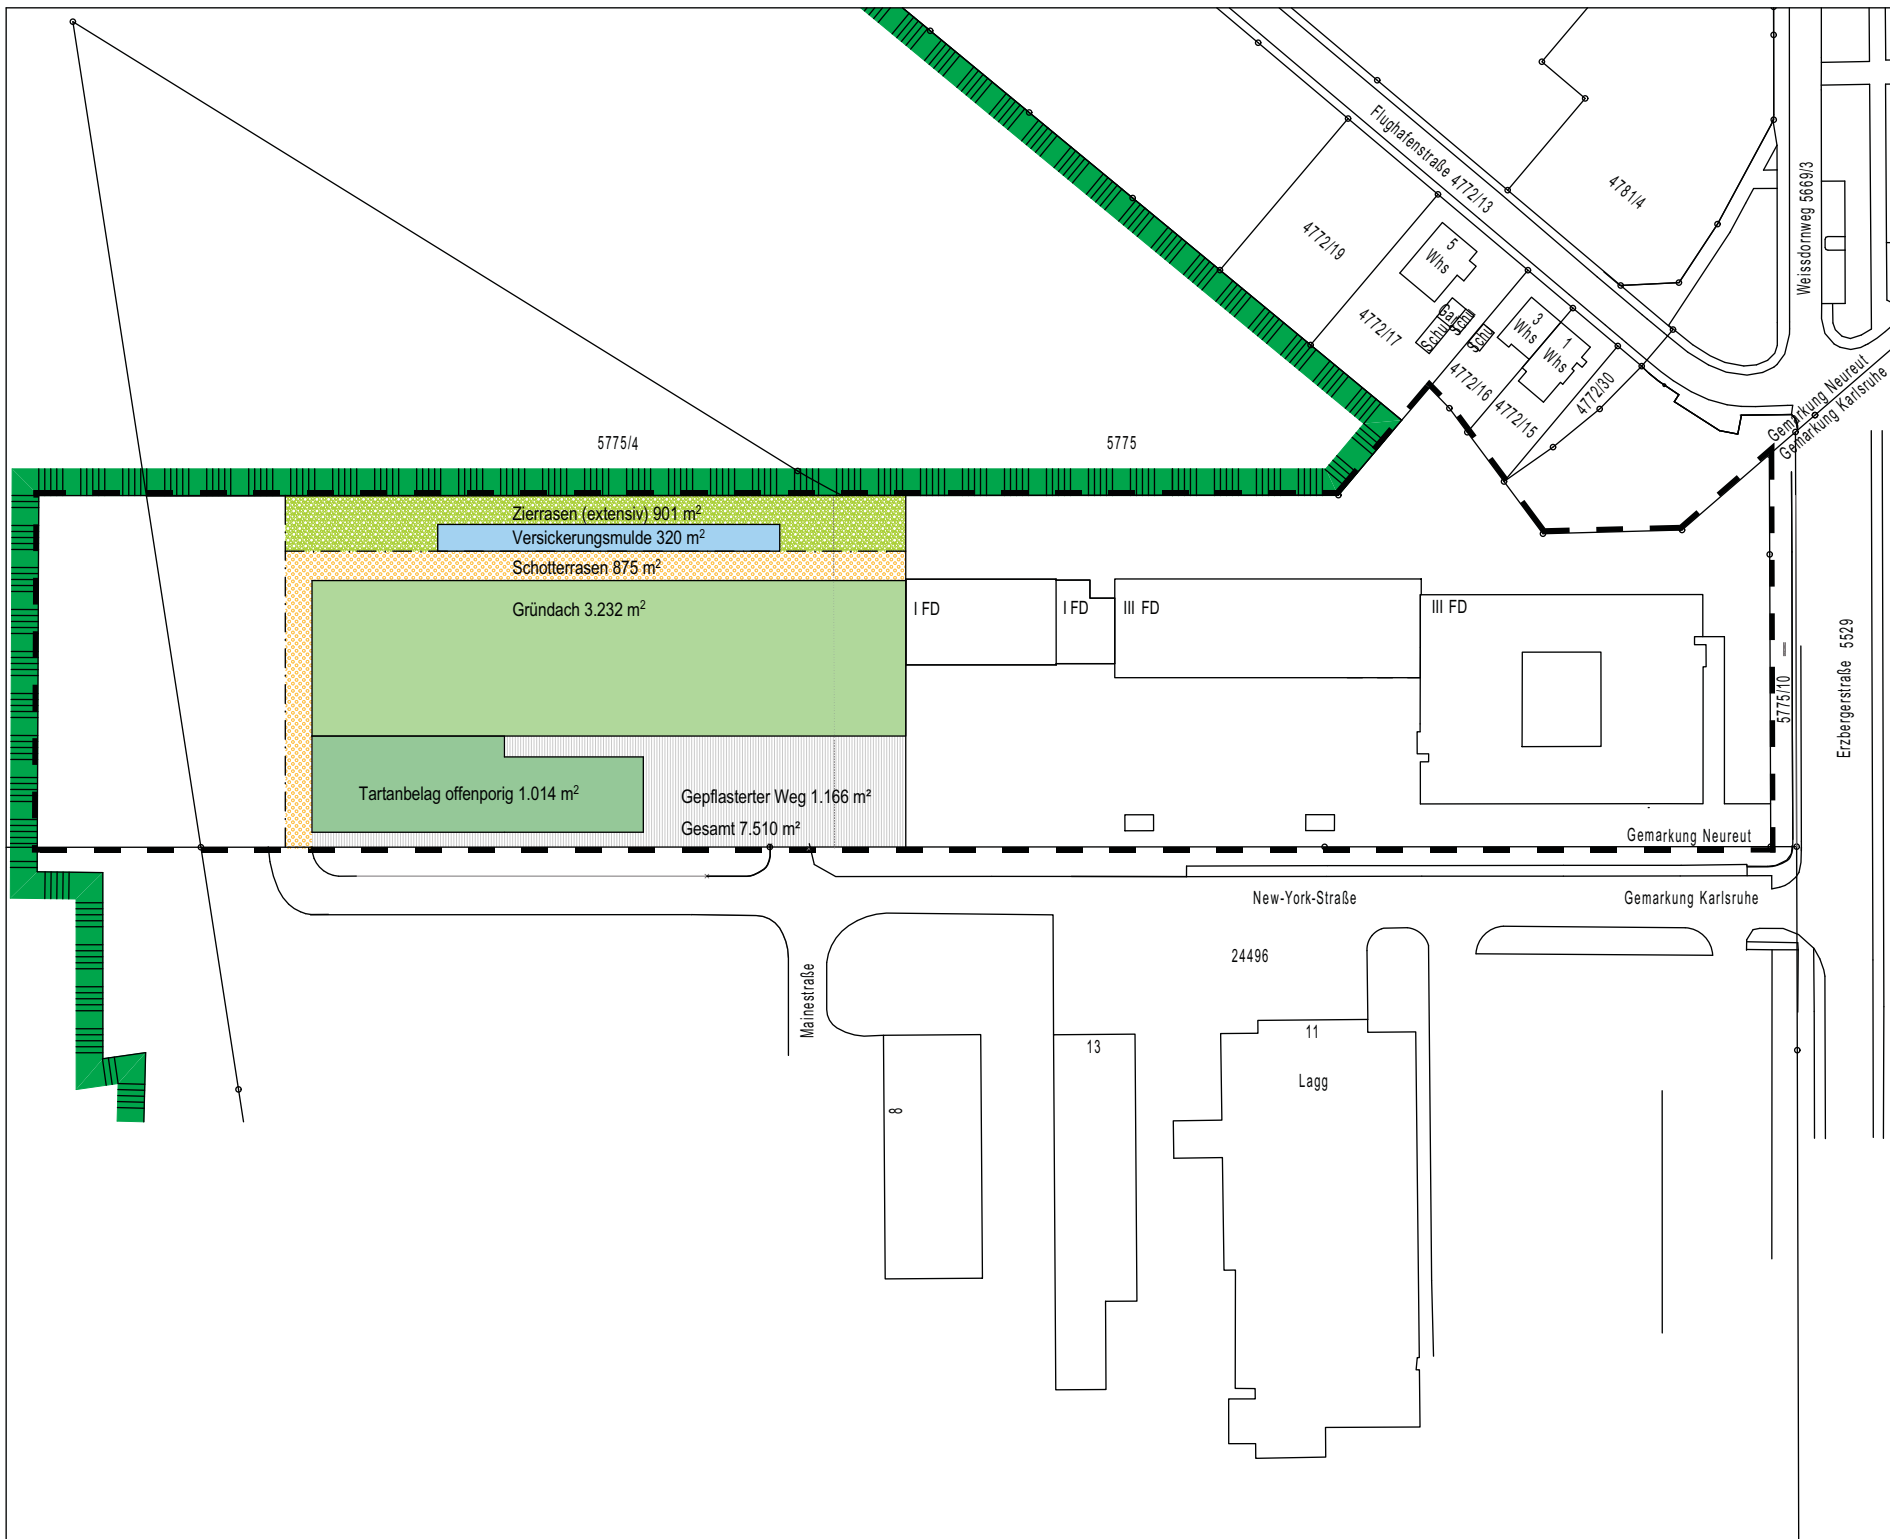 Flughafenstraße 4772/13
4781/4
Weissdornweg 5669/3
4772/19
5
Whs
Ga
Schu
Schu
Schu
4772/17
3
Whs
1
Whs
4772/16
4772/15
4772/30
Gemarkung Neureut
Gemarkung Karlsruhe
5775/4
5775
Zierrasen (extensiv) 901 m²
Versickerungsmulde 320 m²
Schotterrasen 875 m²
Gründach 3.232 m²
I FD
I FD
III FD
III FD
5775/10
Erzbergerstraße 5529
Tartanbelag offenporig 1.014 m²
Gepflasterter Weg 1.166 m²
Gesamt 7.510 m²
Gemarkung Neureut
New-York-Straße
Gemarkung Karlsruhe
24496
Mainestraße
13
11
Lagg
8